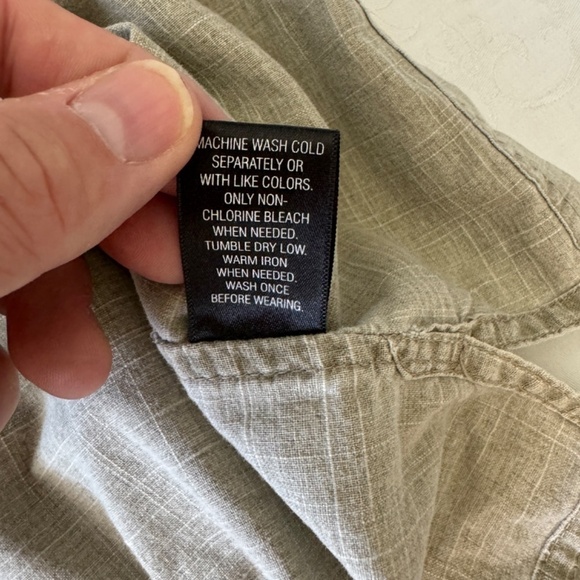 MACHINE WASH COLD
SEPARATELY OR
WITH LIKE COLORS.
ONLY NON-
CHLORINE BLEACH
WHEN NEEDED.
TUMBLE DRY LOW.
WARM IRON
WHEN NEEDED.
WASH ONCE
BEFORE WEARING.